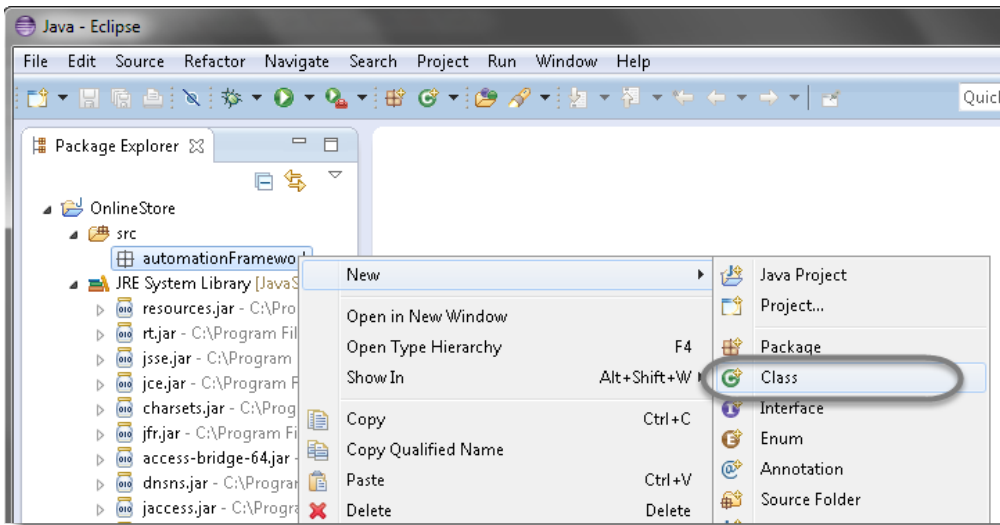 Java - Eclipse
File Edit Source Refactor Navigate Search Project Run Window Help
Package Explorer
OnlineStore
src
JRE System Library
resources.jar - C:\Pro
rt.jar - C:\Program Fil
jsse.jar - C:\Program
jce.jar - C:\Program F
charsets.jar - C:\Prog
jfr.jar - C:\Program Fi
access-bridge-64.jar -
dnsns.jar - C:\Progra
jaccess.jar - C:\Progra
New
Open in New Window
Open Type Hierarchy F4
Show In Alt+Shift+W
Copy Ctrl+C
Copy Qualified Name
Paste Ctrl+V
Delete Delete
Java Project
Project...
Package
Class
Interface
Enum
Annotation
Source Folder